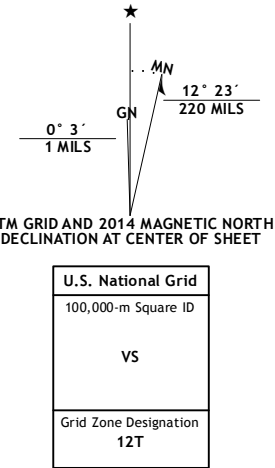 MN
GN
12° 23´
220 MILS
0° 3´
1 MILS
TM GRID AND 2014 MAGNETIC NORTH
DECLINATION AT CENTER OF SHEET
U.S. National Grid
100,000-m Square ID
VS
Grid Zone Designation
12T